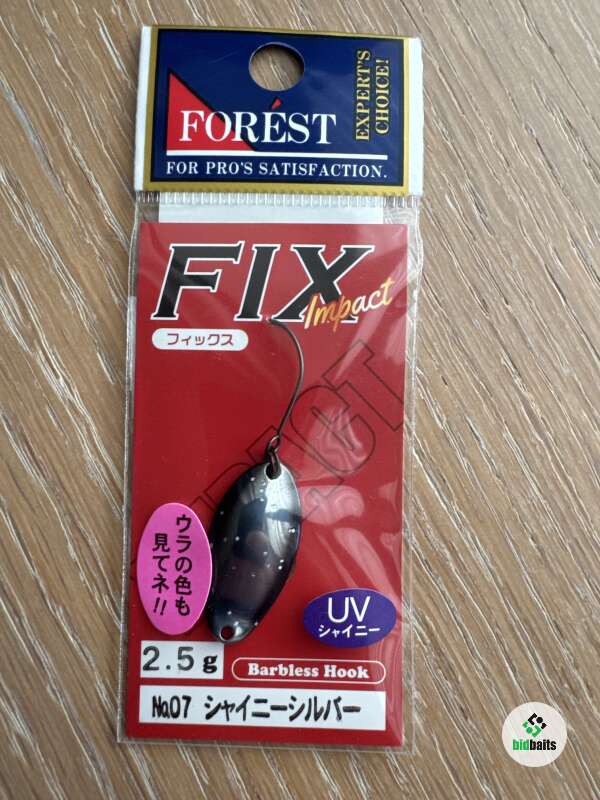 FORÉST
FOR PRO'S SATISFACTION.
EXPERT'S
CHOICE!
FIX
Impact
フィックス
ウラの色も
見てネ!!
UV
シャイニー
2.5g
Barbless Hook
No.07 シャイニーシルバー
bidbaits